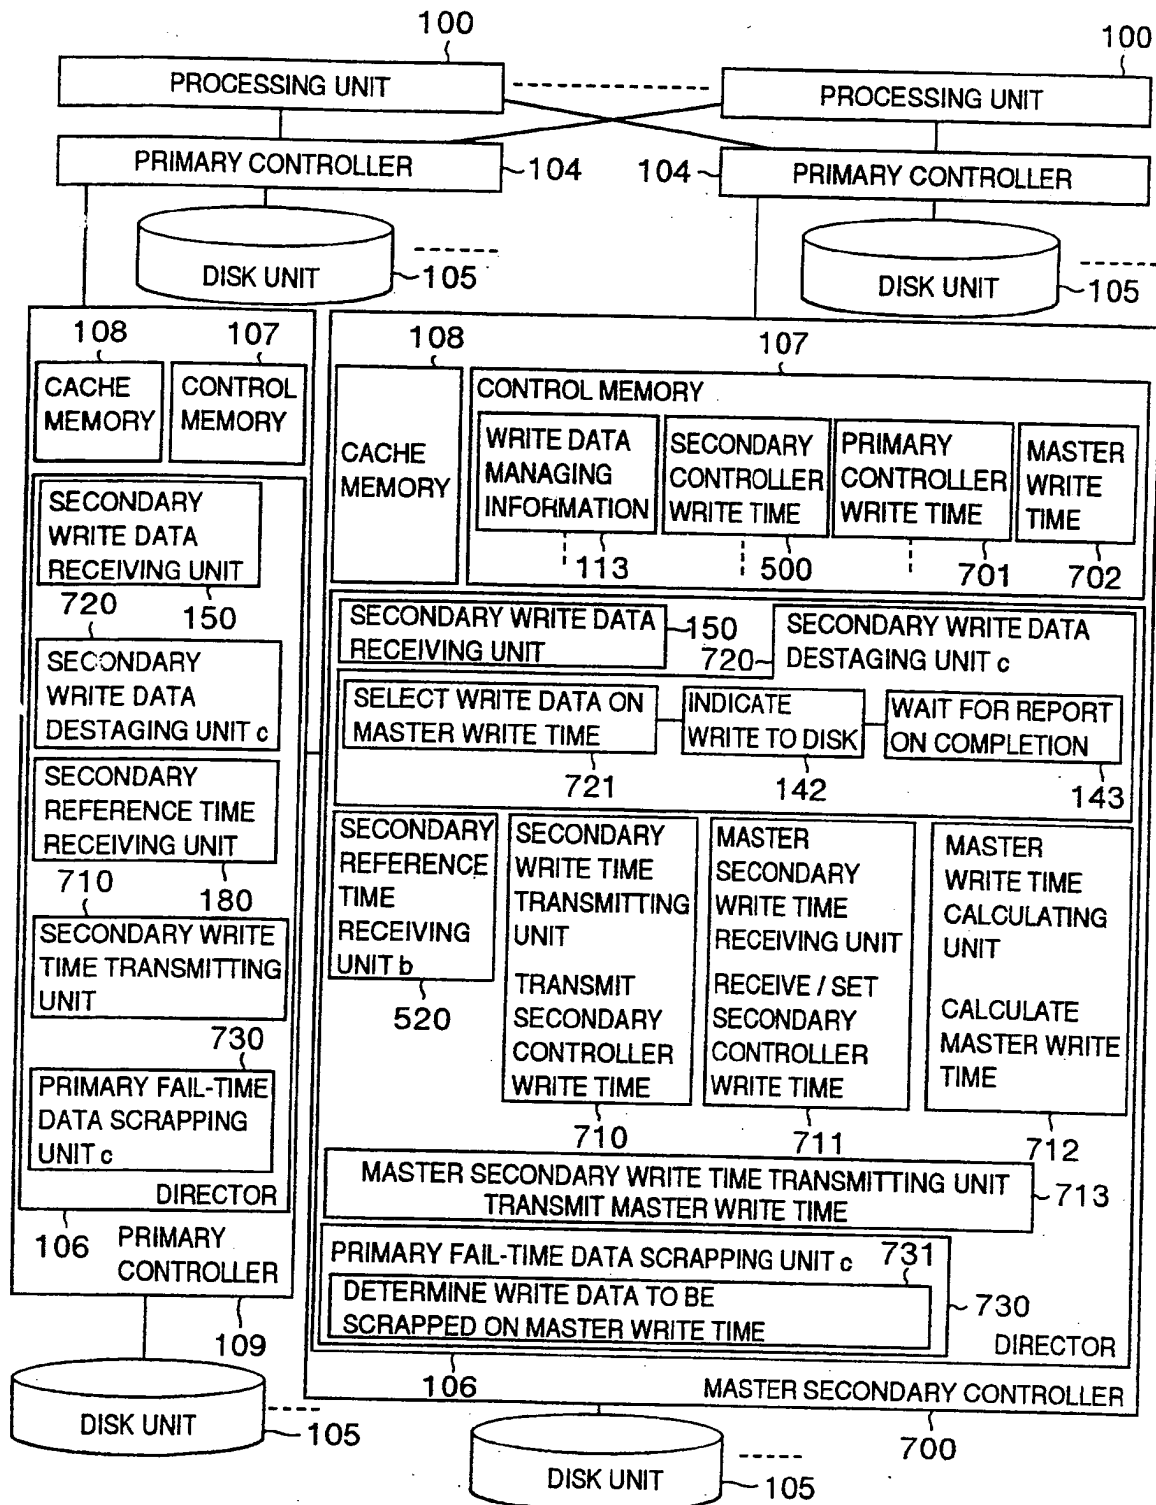 100
100
PROCESSING UNIT
PROCESSING UNIT
PRIMARY CONTROLLER
104
104
PRIMARY CONTROLLER
DISK UNIT
105
DISK UNIT
105
108
107
CACHE
MEMORY
CONTROL
MEMORY
SECONDARY
WRITE DATA
RECEIVING UNIT
720
150
SECONDARY
WRITE DATA
DESTAGING UNIT c
SECONDARY
REFERENCE TIME
RECEIVING UNIT
710
180
SECONDARY WRITE
TIME TRANSMITTING
UNIT
730
PRIMARY FAIL-TIME
DATA SCRAPPING
UNIT c
DIRECTOR
106
PRIMARY
CONTROLLER
109
DISK UNIT
105
108
107
CACHE
MEMORY
CONTROL MEMORY
WRITE DATA
MANAGING
INFORMATION
SECONDARY
CONTROLLER
WRITE TIME
PRIMARY
CONTROLLER
WRITE TIME
MASTER
WRITE
TIME
113
500
701
702
SECONDARY WRITE DATA
RECEIVING UNIT
150
720
SECONDARY WRITE DATA
DESTAGING UNIT c
SELECT WRITE DATA ON
MASTER WRITE TIME
INDICATE
WRITE TO DISK
WAIT FOR REPORT
ON COMPLETION
721
142
143
SECONDARY
REFERENCE
TIME
RECEIVING
UNIT b
520
SECONDARY
WRITE TIME
TRANSMITTING
UNIT
TRANSMIT
SECONDARY
CONTROLLER
WRITE TIME
710
MASTER
SECONDARY
WRITE TIME
RECEIVING UNIT
RECEIVE / SET
SECONDARY
CONTROLLER
WRITE TIME
711
MASTER
WRITE TIME
CALCULATING
UNIT
CALCULATE
MASTER WRITE
TIME
712
MASTER SECONDARY WRITE TIME TRANSMITTING UNIT
TRANSMIT MASTER WRITE TIME
713
PRIMARY FAIL-TIME DATA SCRAPPING UNIT c
731
DETERMINE WRITE DATA TO BE
SCRAPPED ON MASTER WRITE TIME
730
DIRECTOR
106
MASTER SECONDARY CONTROLLER
700
DISK UNIT
105